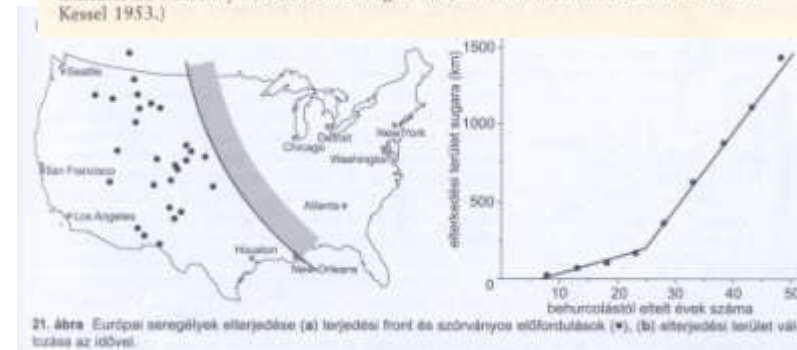 Kessel 1953.)
Seattle
San Francisco
Los Angeles
Houston
New Orleans
Atlanta
Chicago
Detroit
New York
Washington
elterkedési terület sugara (km)
1500
1000
500
0
10 20 30 40 50
behurcolástól eltelt évek száma
21. ábra Európai seregélyek elterjedése (a) terjedési front és szórványos előfordulások (•), (b) elterjedési terület vál-
tozása az idővel.